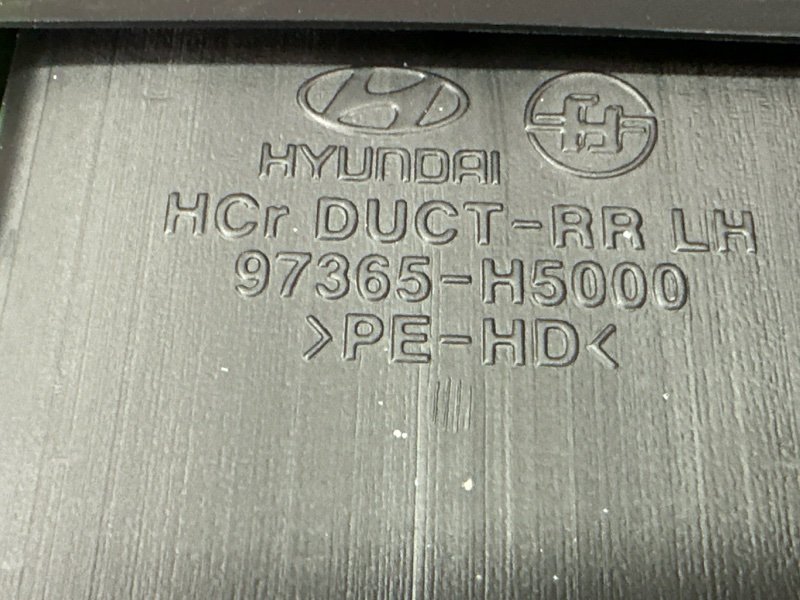 HYUNDAI
HCr DUCT-RR LH
97365-H5000
>PE-HD<